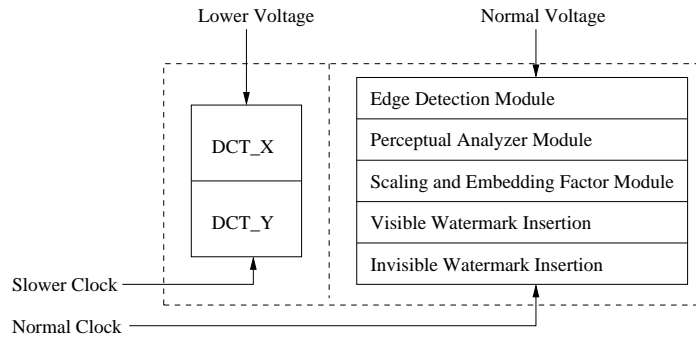 Lower Voltage
Normal Voltage
DCT_X
DCT_Y
Edge Detection Module
Perceptual Analyzer Module
Scaling and Embedding Factor Module
Visible Watermark Insertion
Invisible Watermark Insertion
Slower Clock
Normal Clock